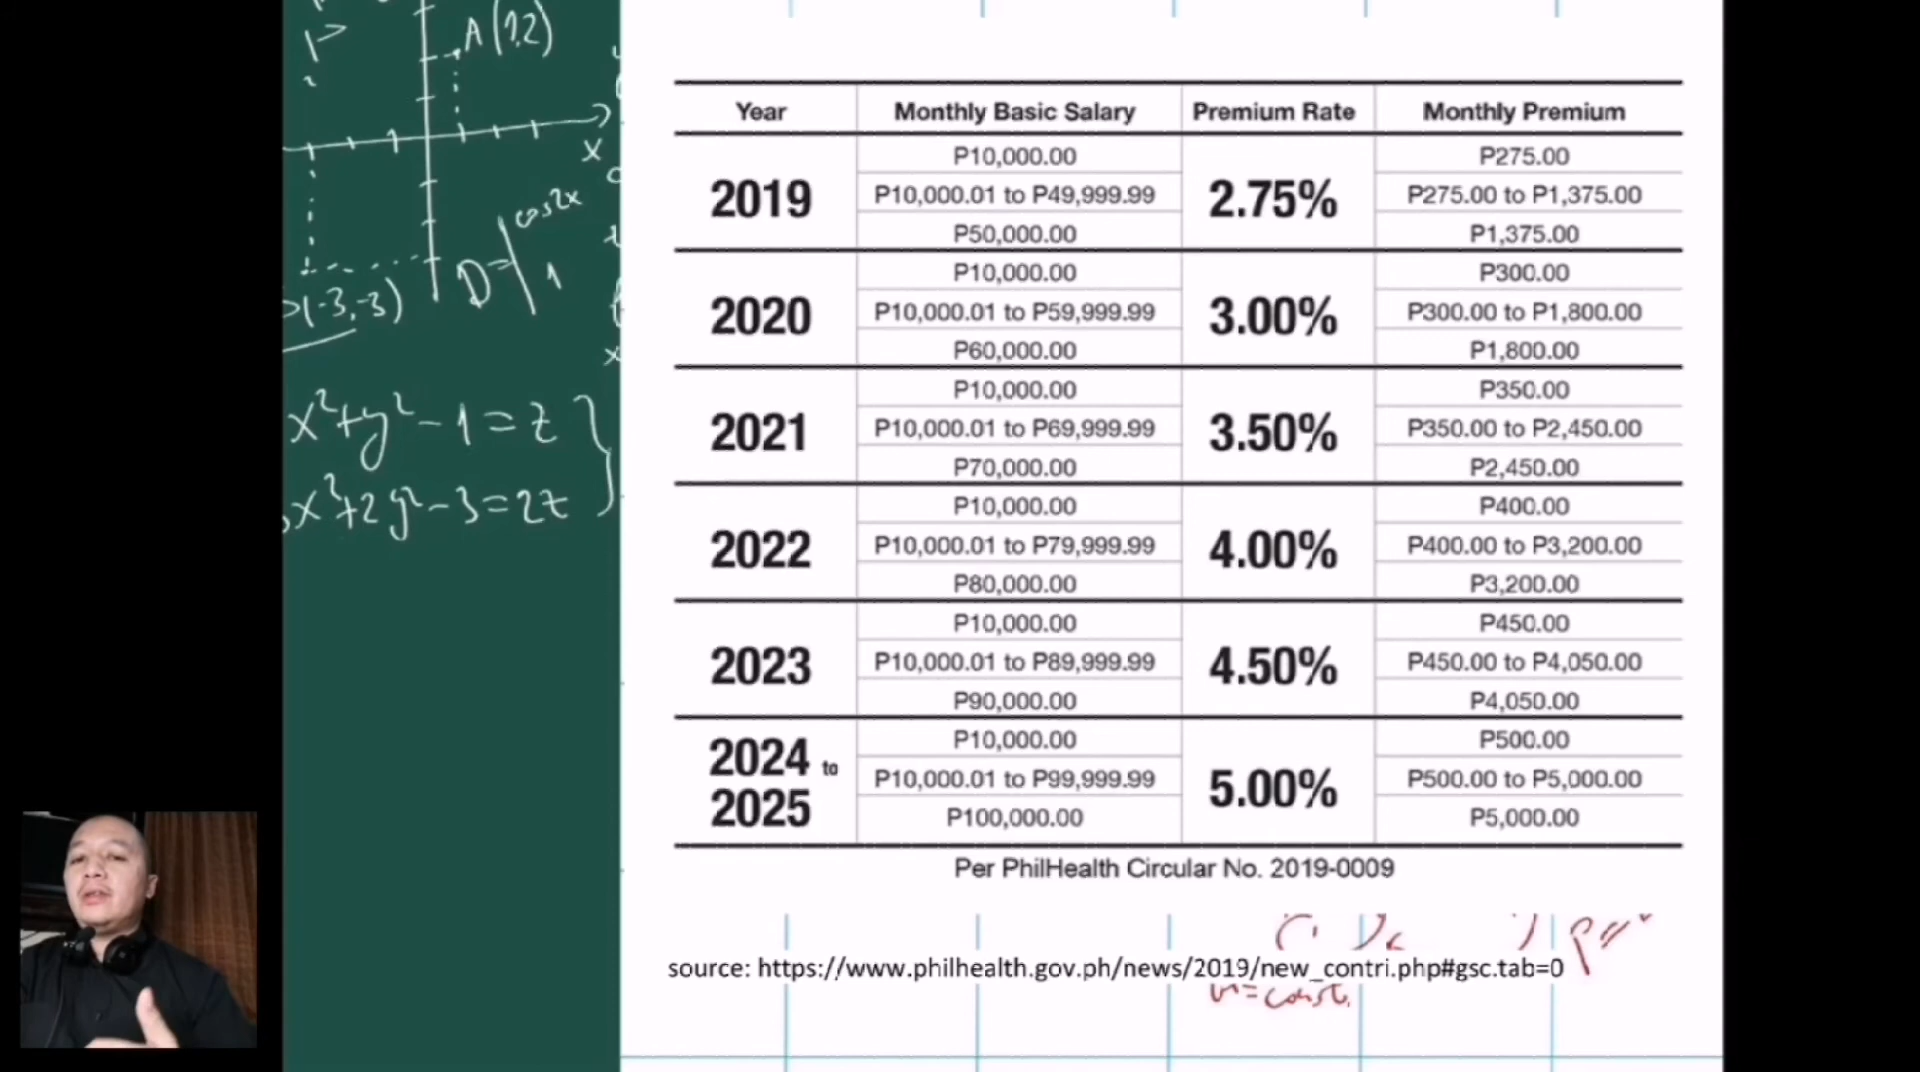 A(1,2)
x
cos2x
D=
1
(-3,-3)
x²+y²-1=z
x²+2y²-3=2z
Year Monthly Basic Salary Premium Rate Monthly Premium
2019 2.75%
P10,000.00 P275.00
P10,000.01 to P49,999.99 P275.00 to P1,375.00
P50,000.00 P1,375.00
2020 3.00%
P10,000.00 P300.00
P10,000.01 to P59,999.99 P300.00 to P1,800.00
P60,000.00 P1,800.00
2021 3.50%
P10,000.00 P350.00
P10,000.01 to P69,999.99 P350.00 to P2,450.00
P70,000.00 P2,450.00
2022 4.00%
P10,000.00 P400.00
P10,000.01 to P79,999.99 P400.00 to P3,200.00
P80,000.00 P3,200.00
2023 4.50%
P10,000.00 P450.00
P10,000.01 to P89,999.99 P450.00 to P4,050.00
P90,000.00 P4,050.00
2024 to 2025 5.00%
P10,000.00 P500.00
P10,000.01 to P99,999.99 P500.00 to P5,000.00
P100,000.00 P5,000.00
Per PhilHealth Circular No. 2019-0009
source: https://www.philhealth.gov.ph/news/2019/new_contri.php#gsc.tab=0
=const.